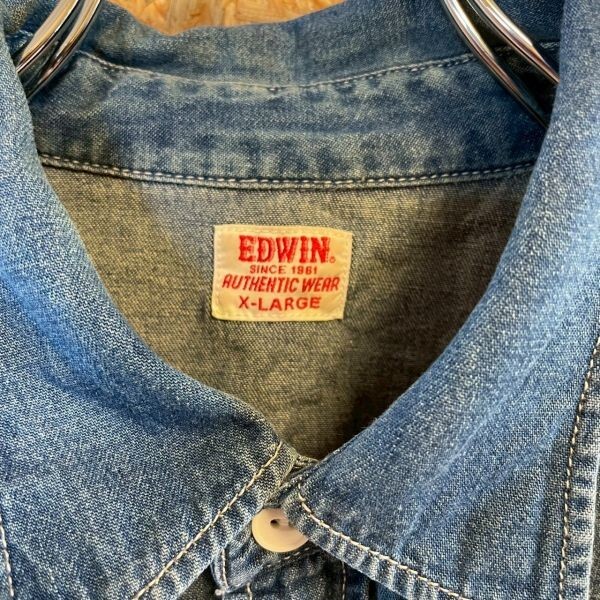 EDWIN®
SINCE 1961
AUTHENTIC WEAR
X-LARGE